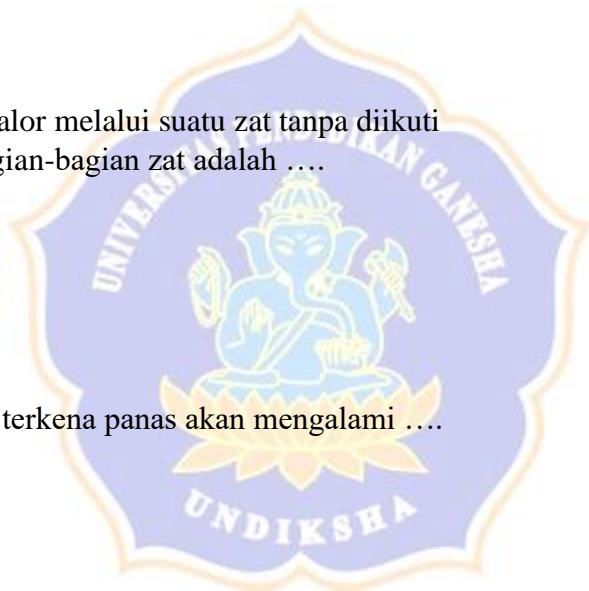 alor melalui suatu zat tanpa diikuti
gian-bagian zat adalah ….
terkena panas akan mengalami ….
UNIVERSITAS PENDIDIKAN GANESHA
UNDIKSHA